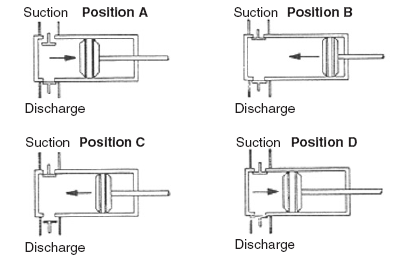 Suction Position A
Suction Position B
Discharge
Discharge
Suction Position C
Suction Position D
Discharge
Discharge